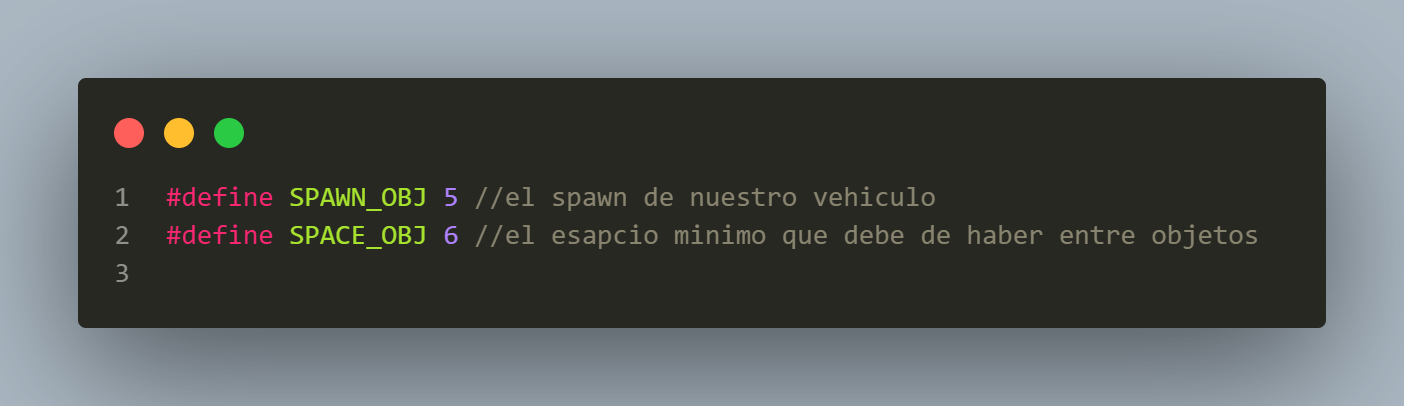 1 #define SPAWN_OBJ 5 //el spawn de nuestro vehiculo
2 #define SPACE_OBJ 6 //el esapcio minimo que debe de haber entre objetos
3